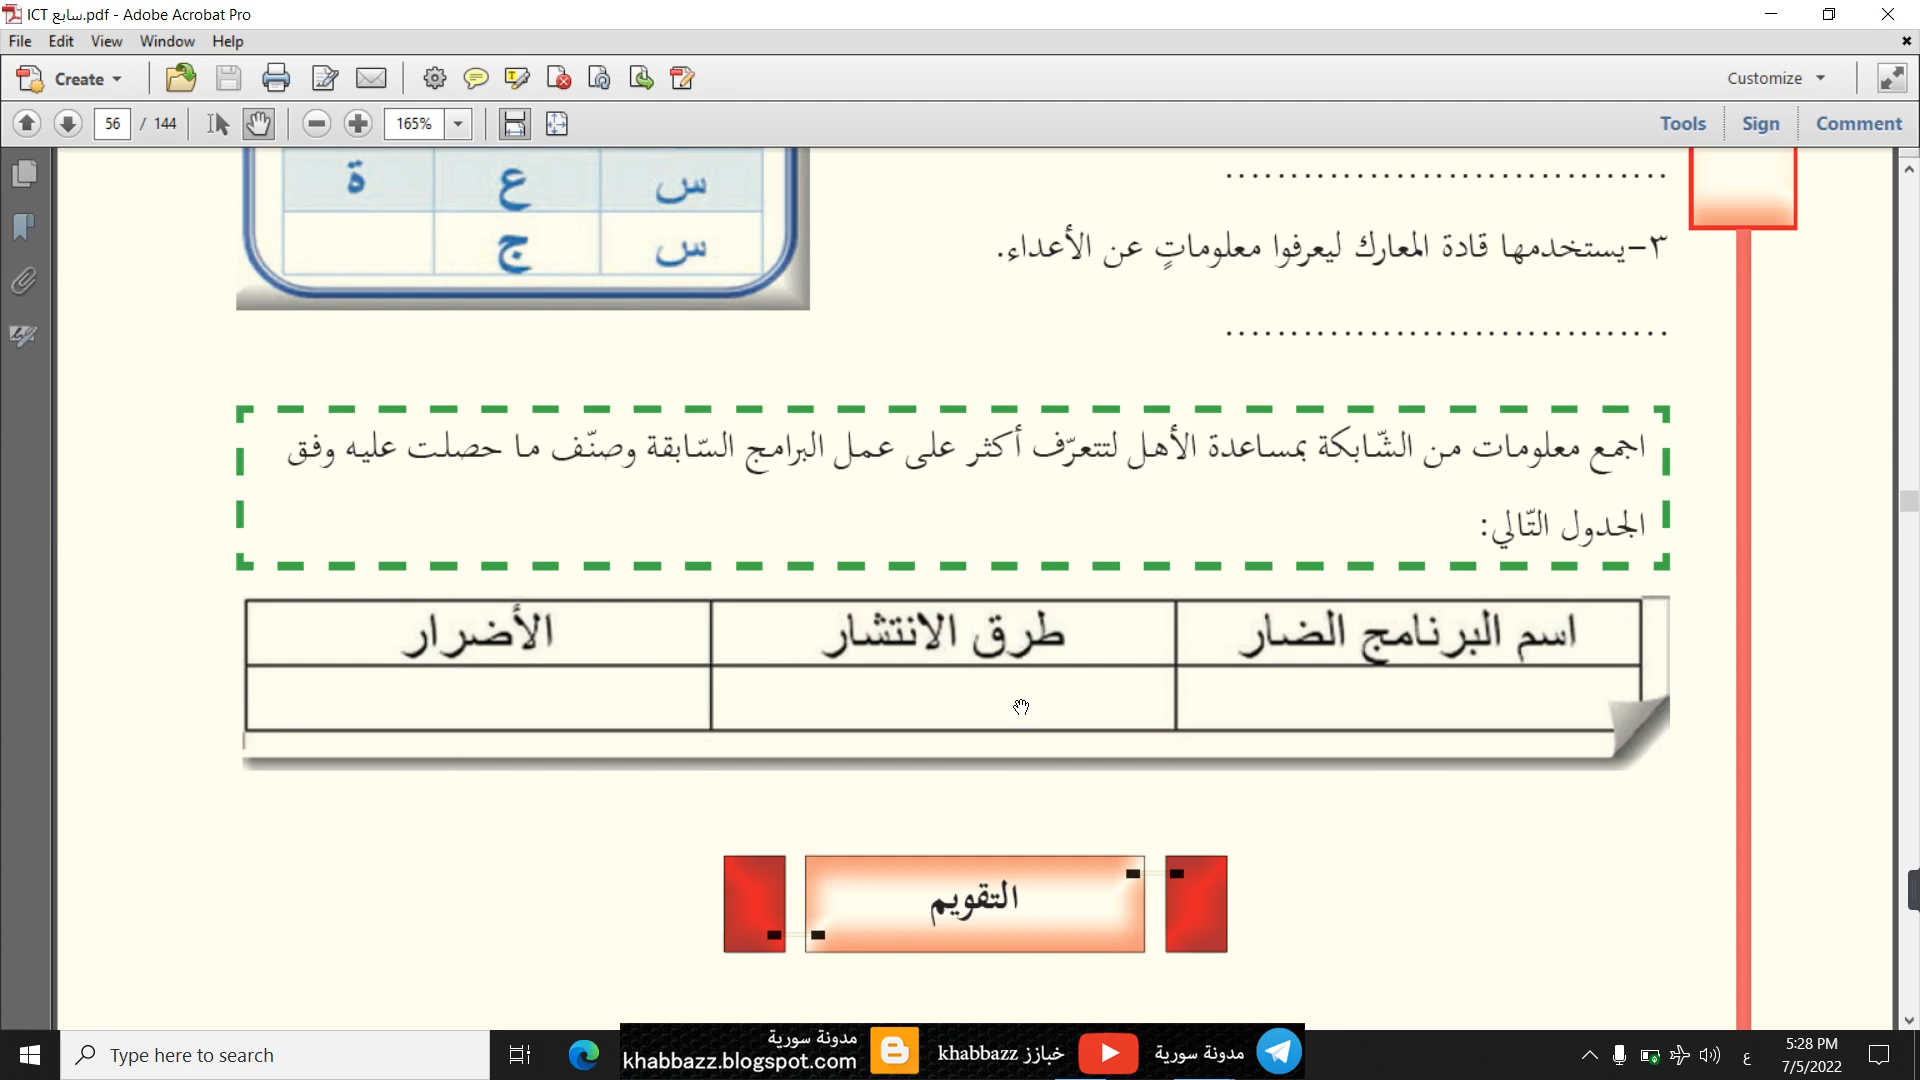 ICT سابع.pdf - Adobe Acrobat Pro
File Edit View Window Help
Create
Customize
56 / 144
165%
Tools Sign Comment
س ع ة
س ج
.................................
٣-يستخدمها قادة المعارك ليعرفوا معلوماتٍ عن الأعداء.
.................................
اجمع معلومات من الشّابكة بمساعدة الأهل لتتعرّف أكثر على عمل البرامج السّابقة وصنّف ما حصلت عليه وفق
الجدول التّالي:
اسم البرنامج الضار طرق الانتشار الأضرار
التقويم
Type here to search
مدونة سورية
khabbazz.blogspot.com
خبازز khabbazz
مدونة سورية
ع
5:28 PM
7/5/2022